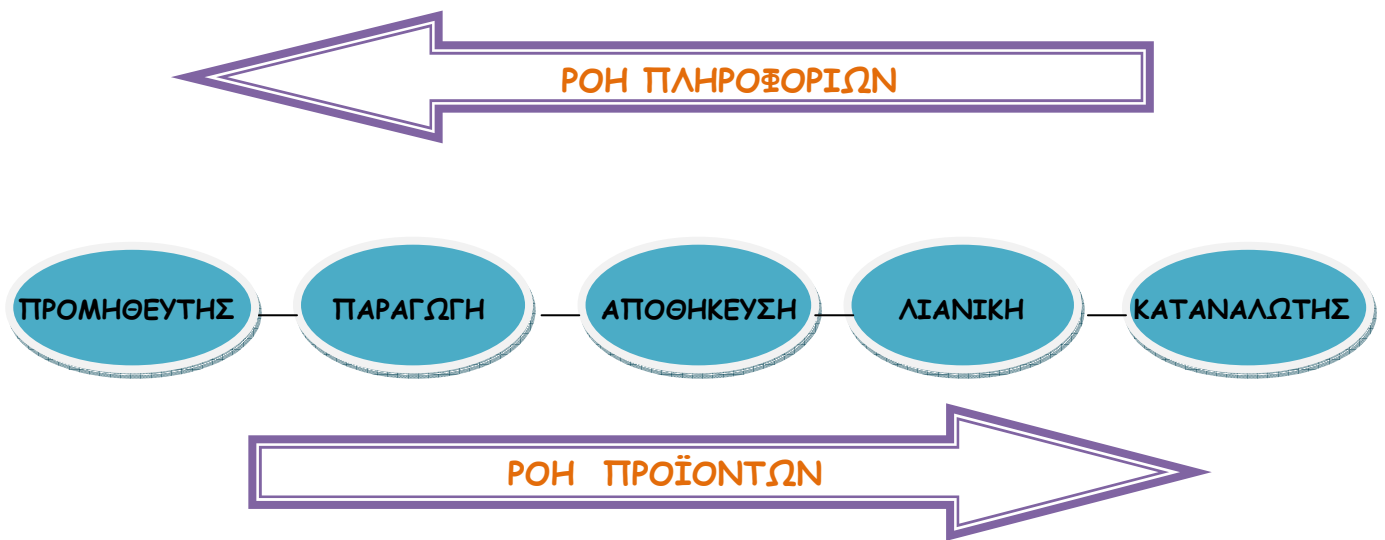 ΡΟΗ ΠΛΗΡΟΦΟΡΙΩΝ
ΠΡΟΜΗΘΕΥΤΗΣ
ΠΑΡΑΓΩΓΗ
ΑΠΟΘΗΚΕΥΣΗ
ΛΙΑΝΙΚΗ
ΚΑΤΑΝΑΛΩΤΗΣ
ΡΟΗ ΠΡΟΪΟΝΤΩΝ